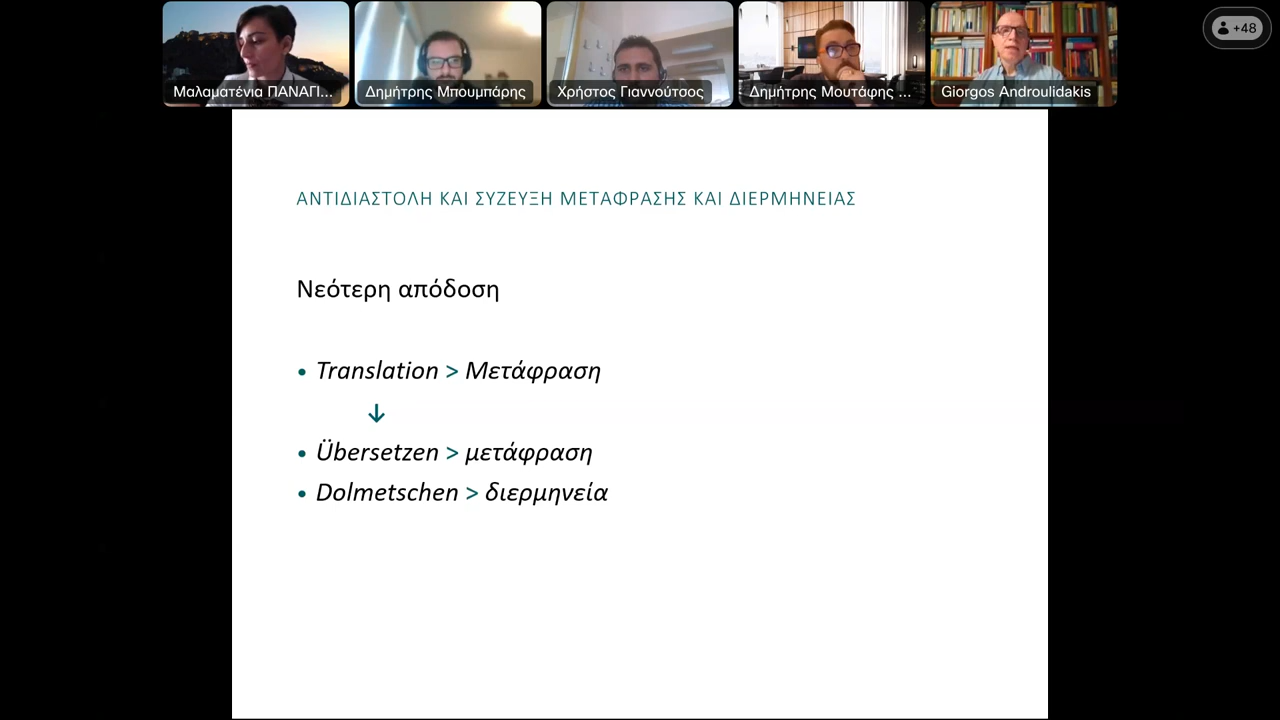 Μαλαματένια ΠΑΝΑΓΙ...
Δημήτρης Μπουμπάρης
Χρήστος Γιαννούτσος
Δημήτρης Μουτάφης ...
Giorgos Androulidakis
+48
ΑΝΤΙΔΙΑΣΤΟΛΗ ΚΑΙ ΣΥΖΕΥΞΗ ΜΕΤΑΦΡΑΣΗΣ ΚΑΙ ΔΙΕΡΜΗΝΕΙΑΣ
Νεότερη απόδοση
• Translation > Μετάφραση
↓
• Übersetzen > μετάφραση
• Dolmetschen > διερμηνεία